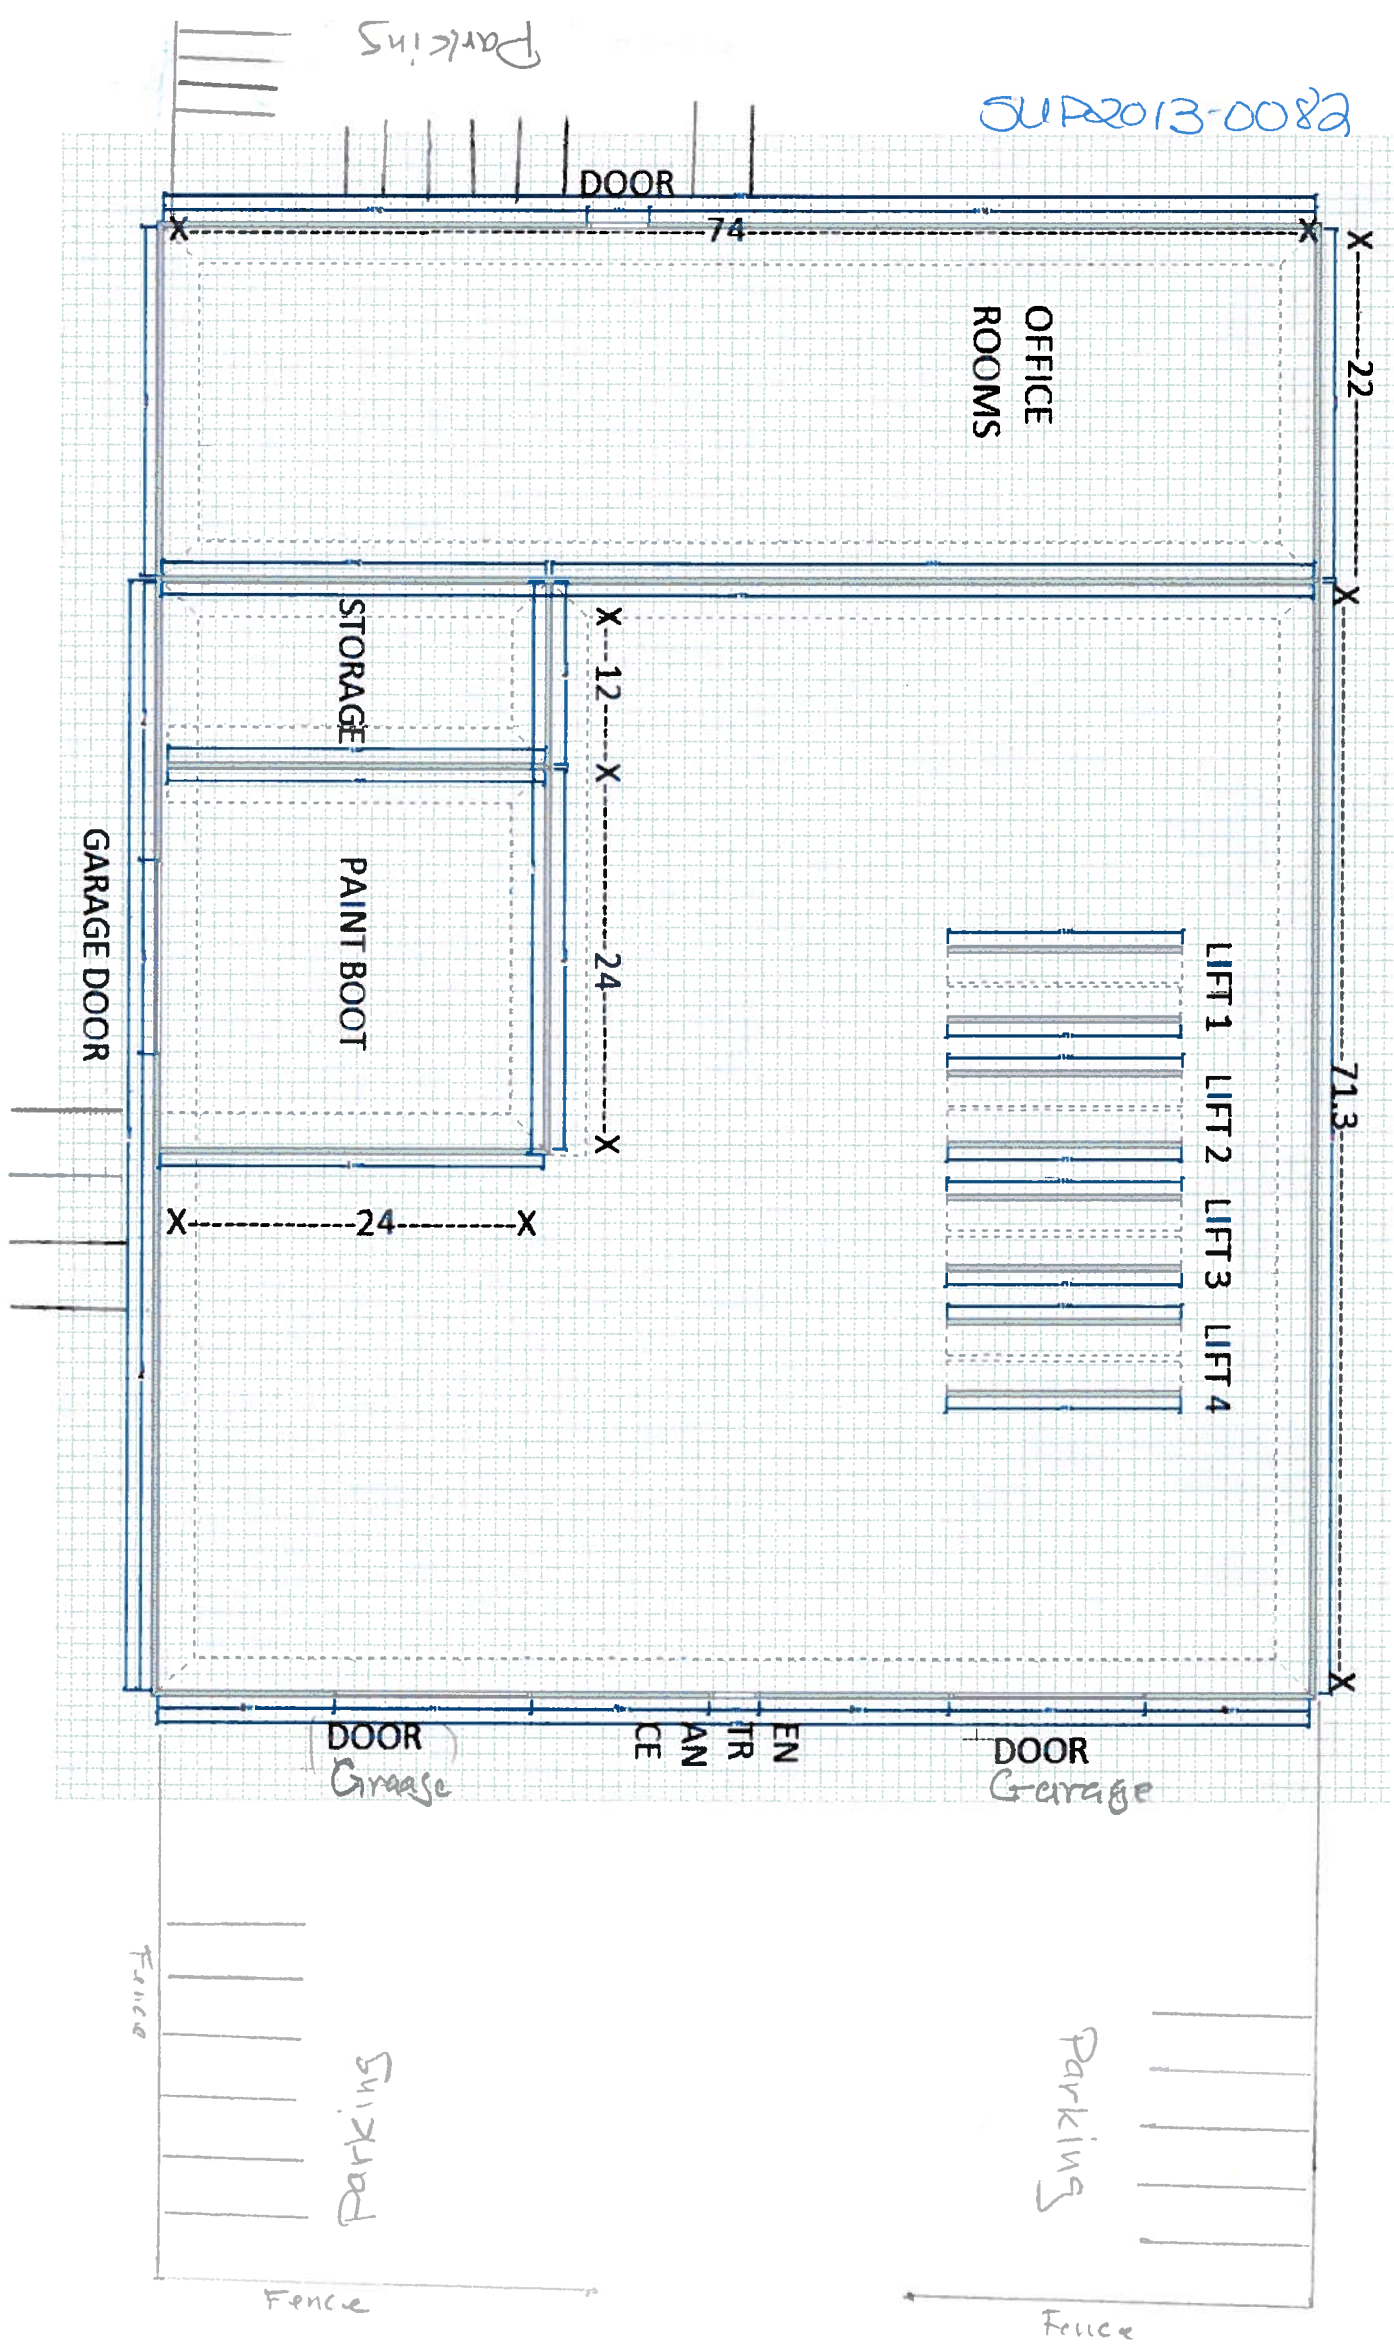 Parking
SUP2013-0082
DOOR
X---74---X
X---22---X
OFFICE
ROOMS
STORAGE
X---12---X---24---X
PAINT BOOT
GARAGE DOOR
LIFT 1
LIFT 2
LIFT 3
LIFT 4
71.3---X
X---24---X
DOOR
Graage
EN
TR
AN
CE
DOOR
Garage
Fence
Parking
Parking
Fence
Fence